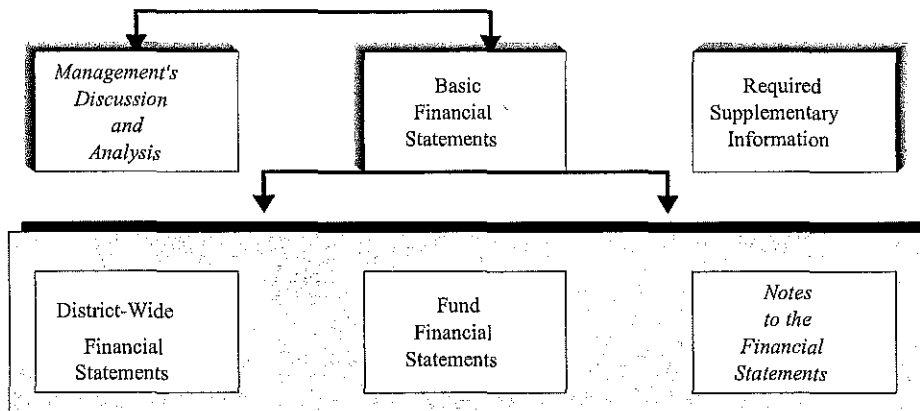 Management's
Discussion
and
Analysis
Basic
Financial
Statements
Required
Supplementary
Information
District-Wide
Financial
Statements
Fund
Financial
Statements
Notes
to the
Financial
Statements